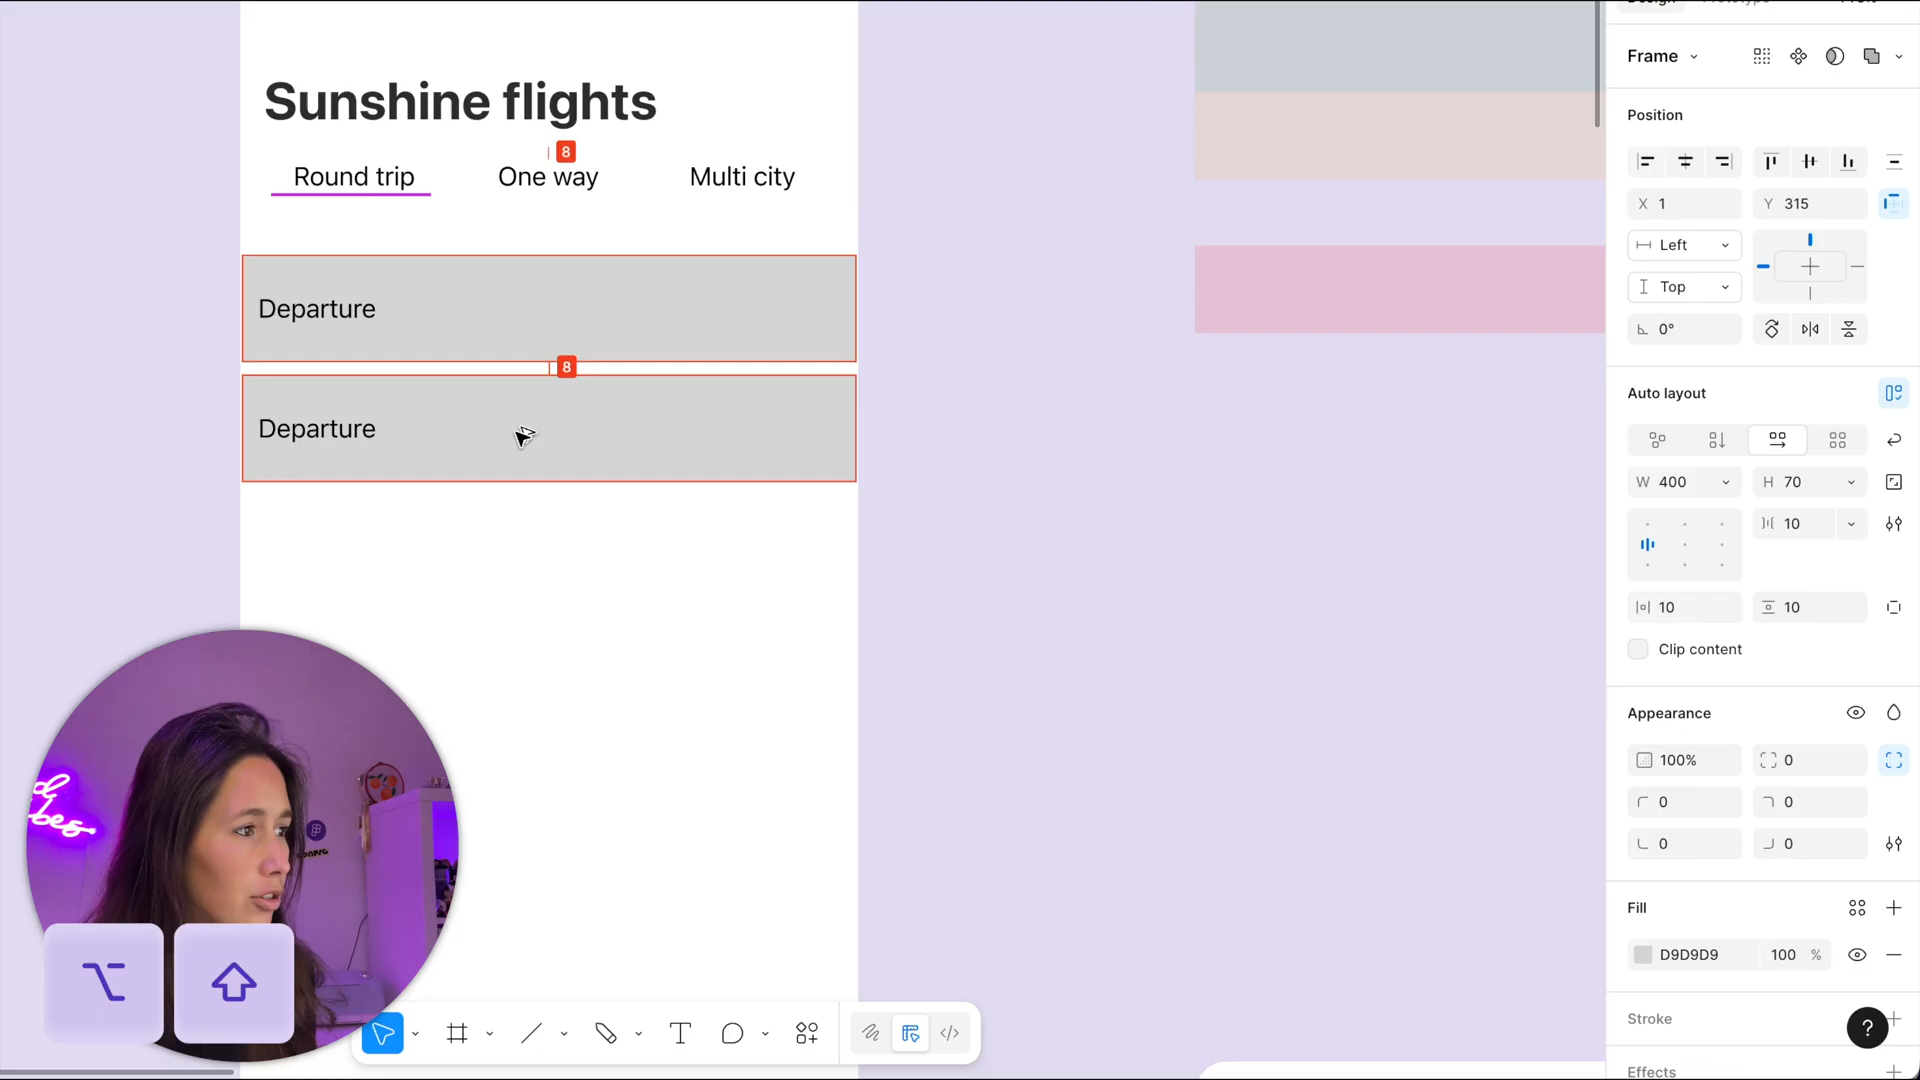 Frame
Sunshine flights
Position
8
Round trip
One way
Multi city
X 1
Y 315
Left
Departure
Top
0°
8
Auto layout
Departure
W 400
H 70
10
10
10
Clip content
Appearance
100%
0
0
0
0
0
Fill
D9D9D9
100 %
Stroke
?
Effects